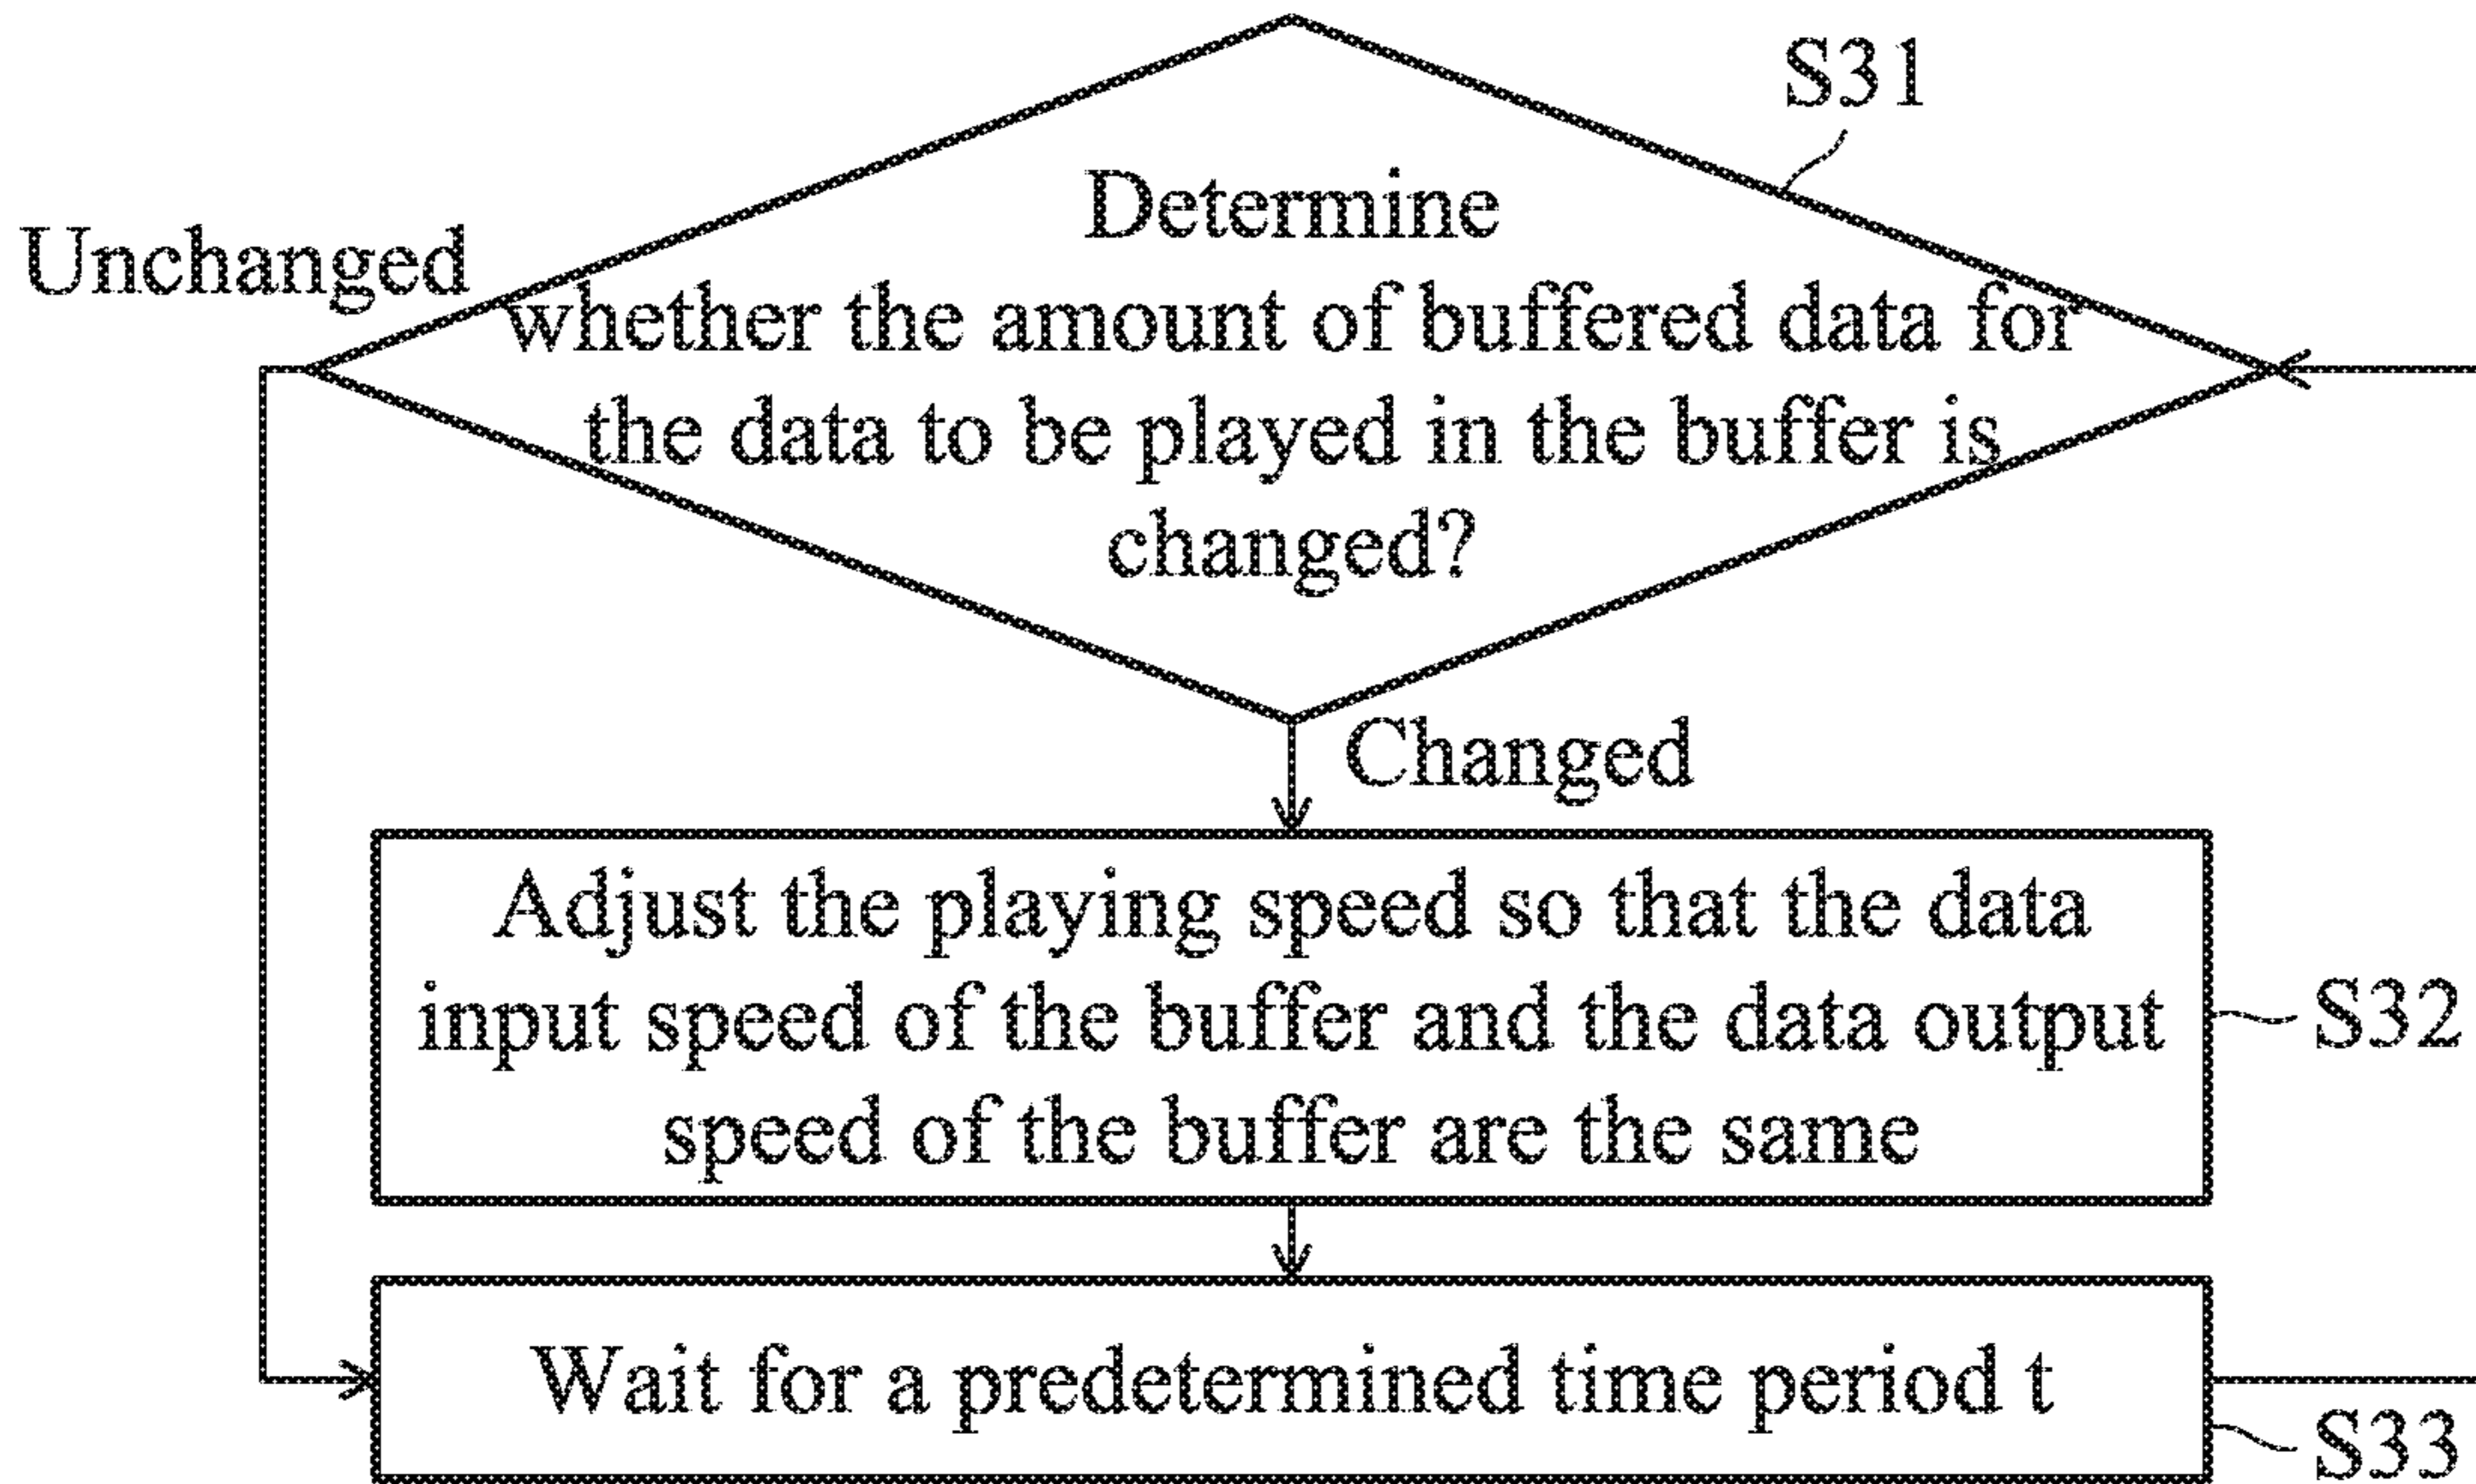 S31
Determine
whether the amount of buffered data for
the data to be played in the buffer is
changed?
Unchanged
Changed
Adjust the playing speed so that the data
input speed of the buffer and the data output
speed of the buffer are the same
S32
Wait for a predetermined time period t
S33